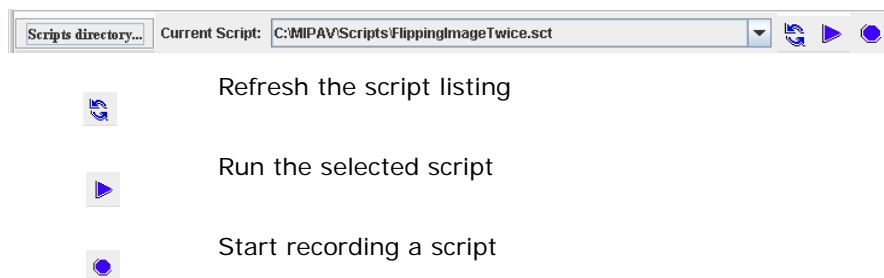 Scripts directory... Current Script: C:\MIPAV\Scripts\FlippingImageTwice.sct
Refresh the script listing
Run the selected script
Start recording a script